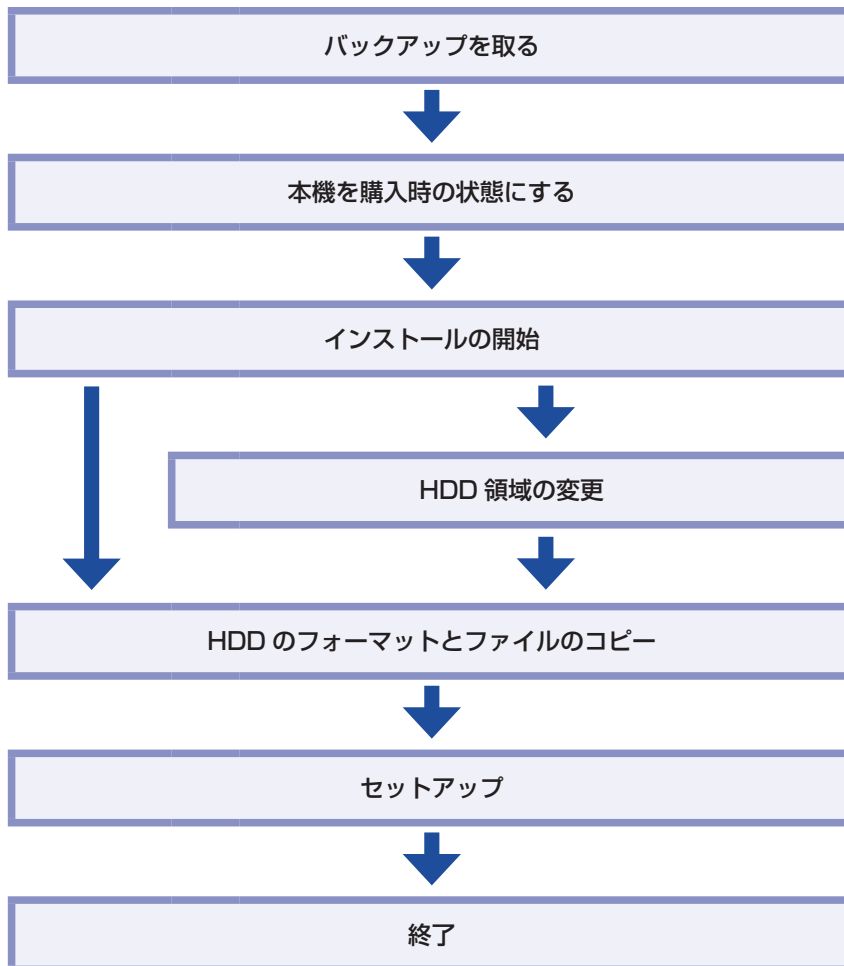 バックアップを取る
本機を購入時の状態にする
インストールの開始
HDD 領域の変更
HDD のフォーマットとファイルのコピー
セットアップ
終了